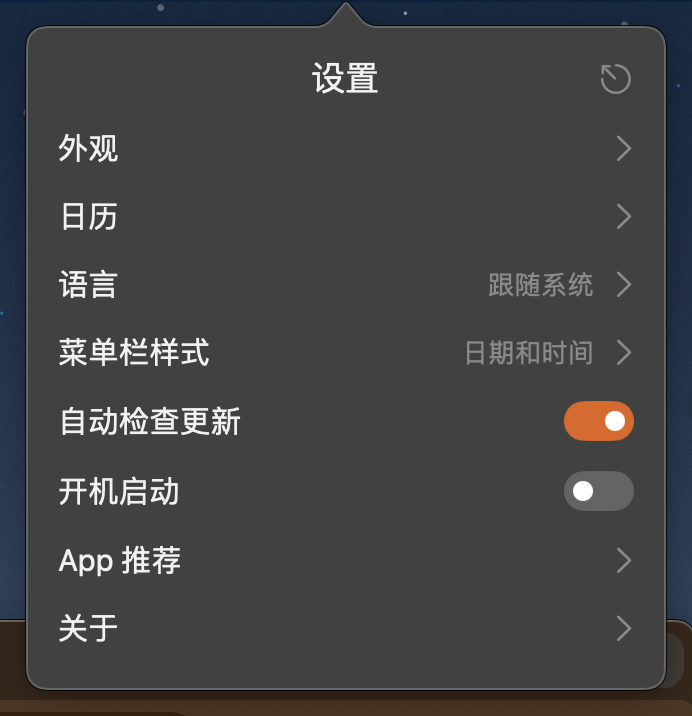 设置
外观
日历
语言 跟随系统
菜单栏样式 日期和时间
自动检查更新
开机启动
App 推荐
关于